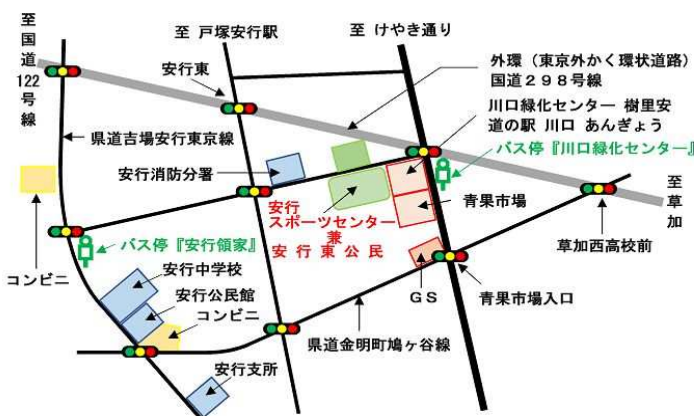 至国道122号線
至 戸塚安行駅
至 けやき通り
安行東
外環（東京外かく環状道路）
国道２９８号線
県道吉場安行東京線
川口緑化センター 樹里安
道の駅 川口 あんぎょう
バス停『川口緑化センター』
安行消防分署
安行
スポーツセンター
兼
安行東公民
青果市場
至草加
草加西高校前
コンビニ
バス停『安行領家』
安行中学校
安行公民館
コンビニ
ＧＳ
青果市場入口
県道金明町鳩ヶ谷線
安行支所